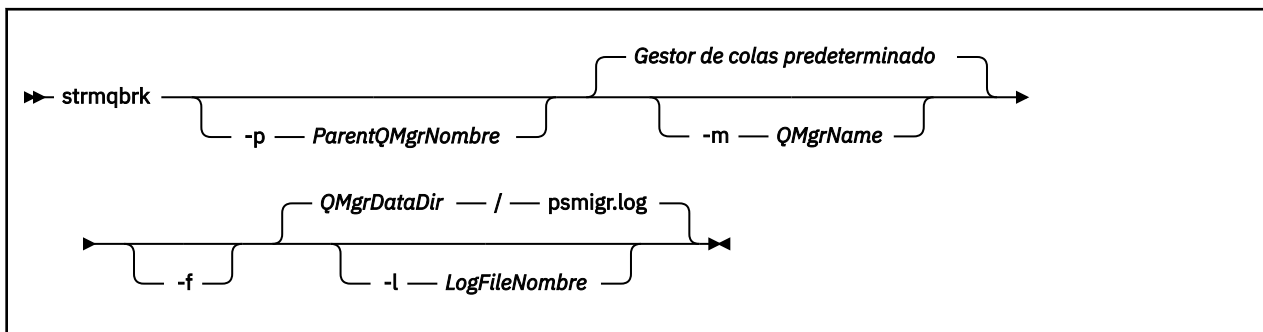 Gestor de colas predeterminado
strmqbrk
-p — ParentQMgrNombre
-m — QMgrName
QMgrDataDir — / — psmigr.log
-f
-l — LogFileNombre